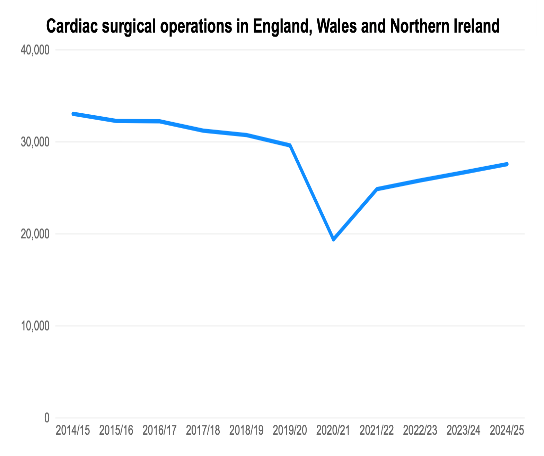 Cardiac surgical operations in England, Wales and Northern Ireland
40,000
30,000
20,000
10,000
0
2014/15 2015/16 2016/17 2017/18 2018/19 2019/20 2020/21 2021/22 2022/23 2023/24 2024/25